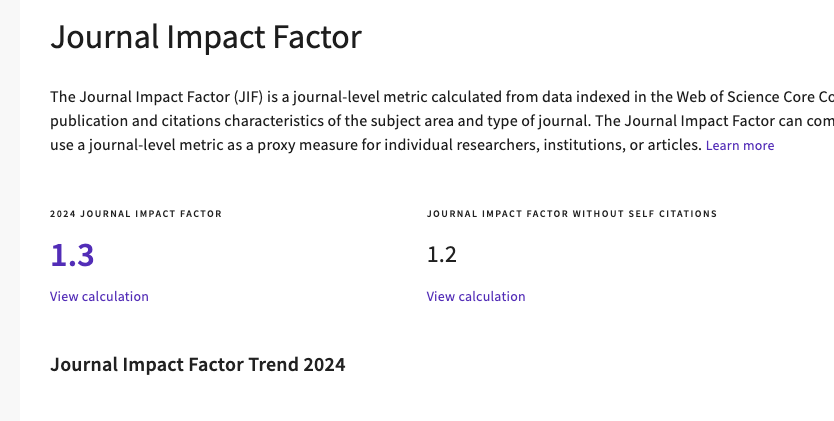 Journal Impact Factor
The Journal Impact Factor (JIF) is a journal-level metric calculated from data indexed in the Web of Science Core
publication and citations characteristics of the subject area and type of journal. The Journal Impact Factor can
use a journal-level metric as a proxy measure for individual researchers, institutions, or articles. Learn more
2024 JOURNAL IMPACT FACTOR
JOURNAL IMPACT FACTOR WITHOUT SELF CITATIONS
1.3
1.2
View calculation
View calculation
Journal Impact Factor Trend 2024